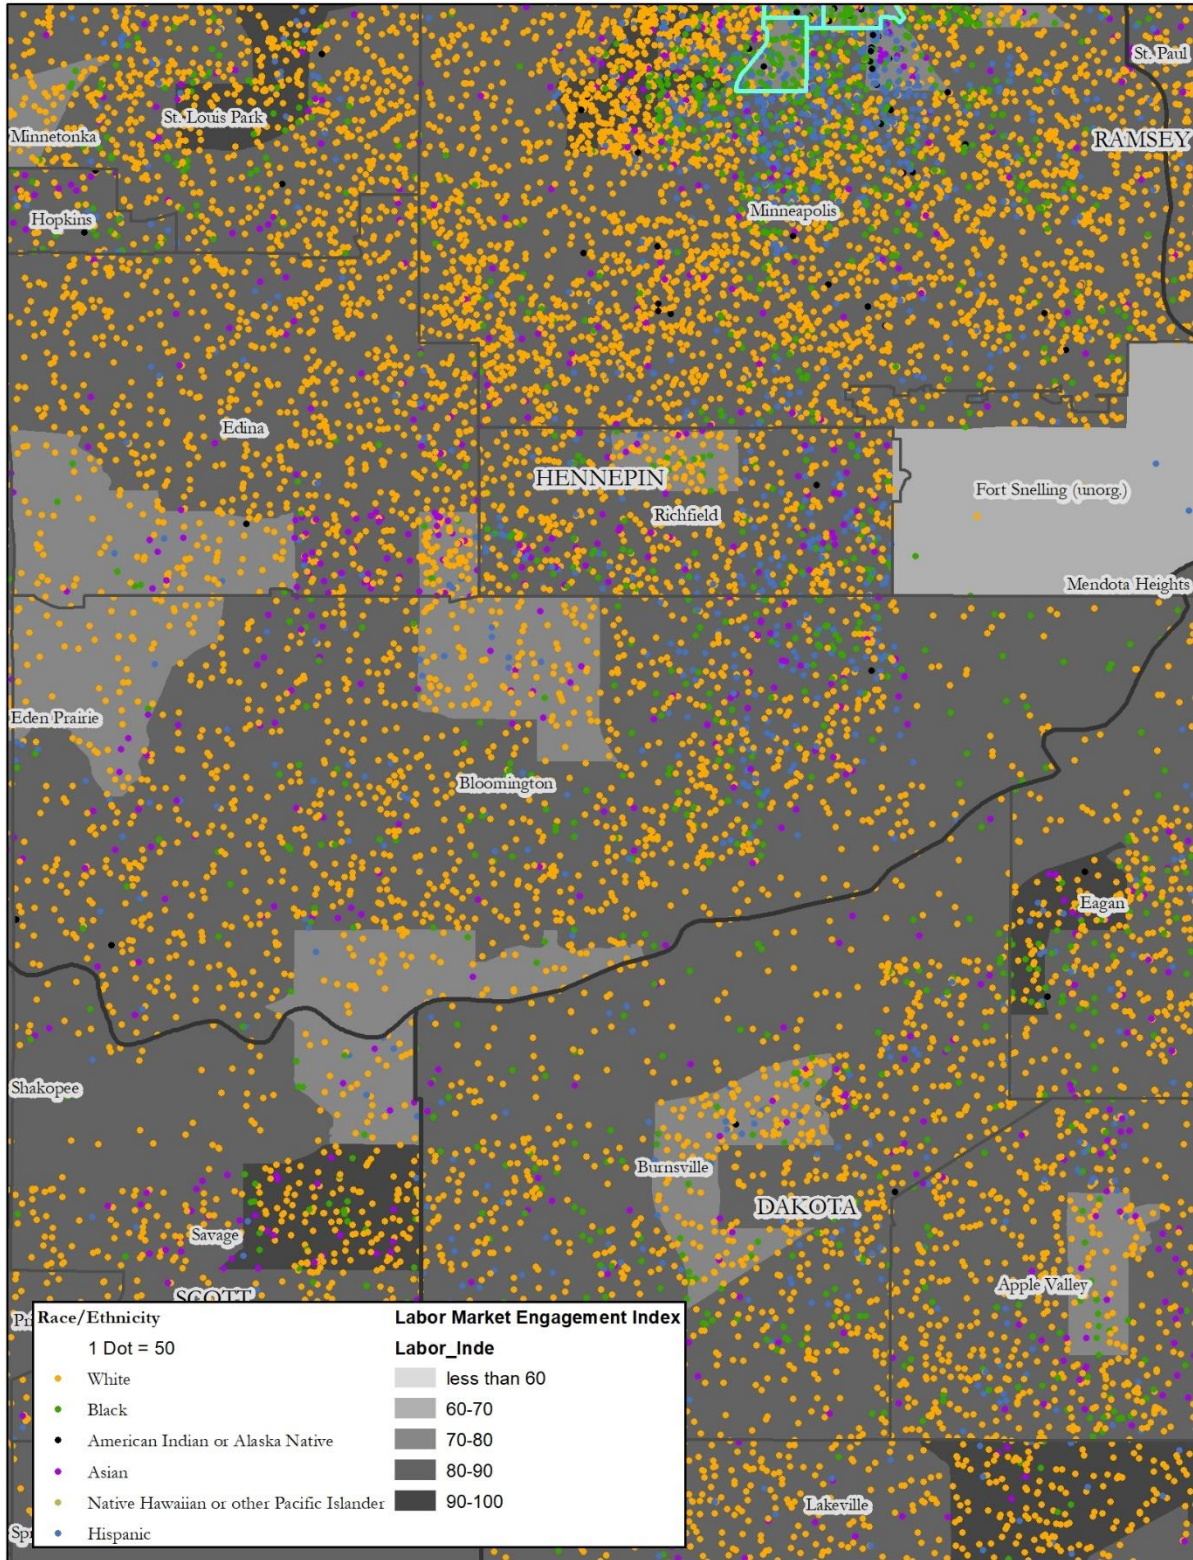 St. Paul
St. Louis Park
Minnetonka
RAMSEY
Hopkins
Minneapolis
Edina
HENNEPIN
Fort Snelling (unorg.)
Richfield
Mendota Heights
Eden Prairie
Bloomington
Eagan
Shakopee
Burnsville
DAKOTA
Savage
Apple Valley
SCOTT
Race/Ethnicity
1 Dot = 50
White
Black
American Indian or Alaska Native
Asian
Native Hawaiian or other Pacific Islander
Hispanic
Labor Market Engagement Index
Labor_Inde
less than 60
60-70
70-80
80-90
90-100
Lakeville